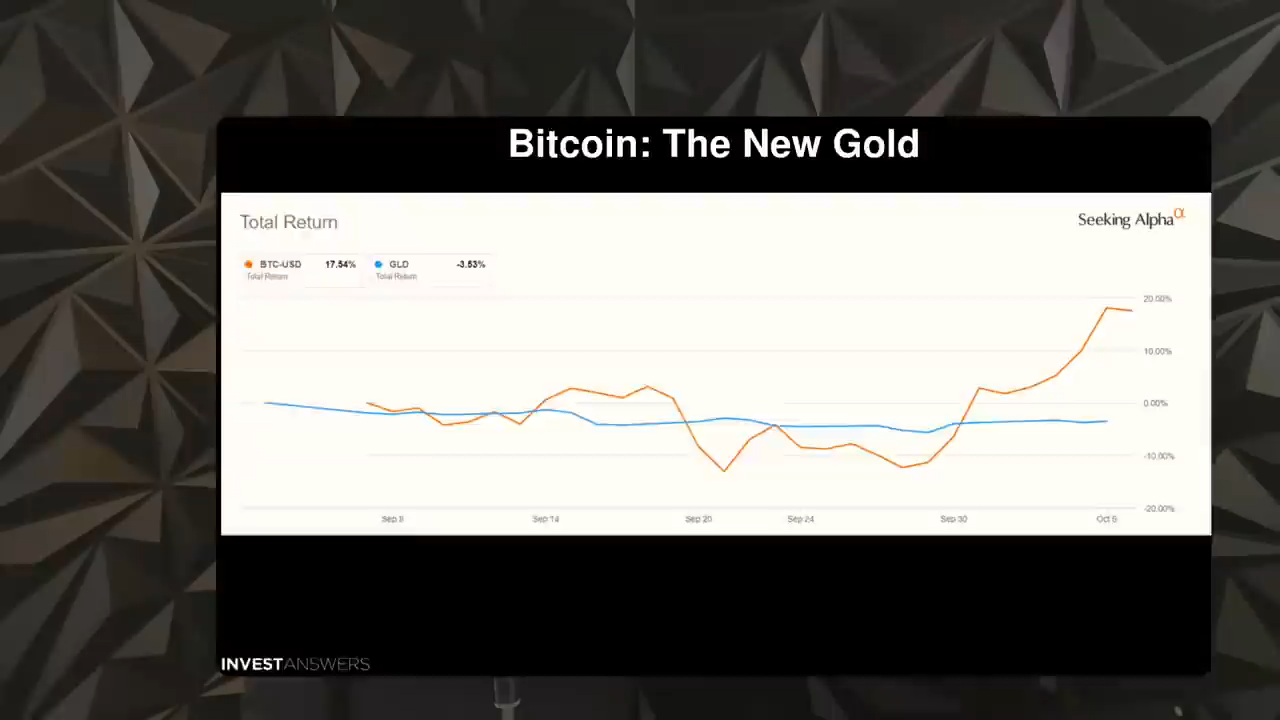 Bitcoin: The New Gold
Total Return
Seeking Alpha α
BTC-USD 17.54% GLD -3.53%
Total Return Total Return
20.00%
10.00%
0.00%
-10.00%
-20.00%
Sep 8 Sep 14 Sep 20 Sep 24 Sep 30 Oct 6
INVESTANSWERS